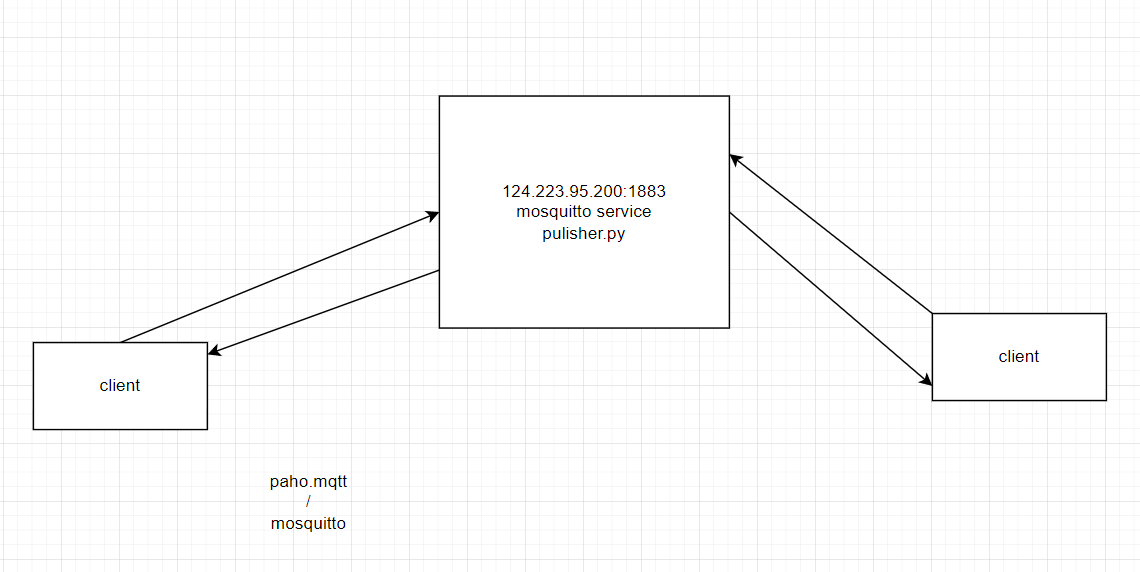 124.223.95.200:1883
mosquitto service
pulisher.py
client
client
paho.mqtt
/
mosquitto